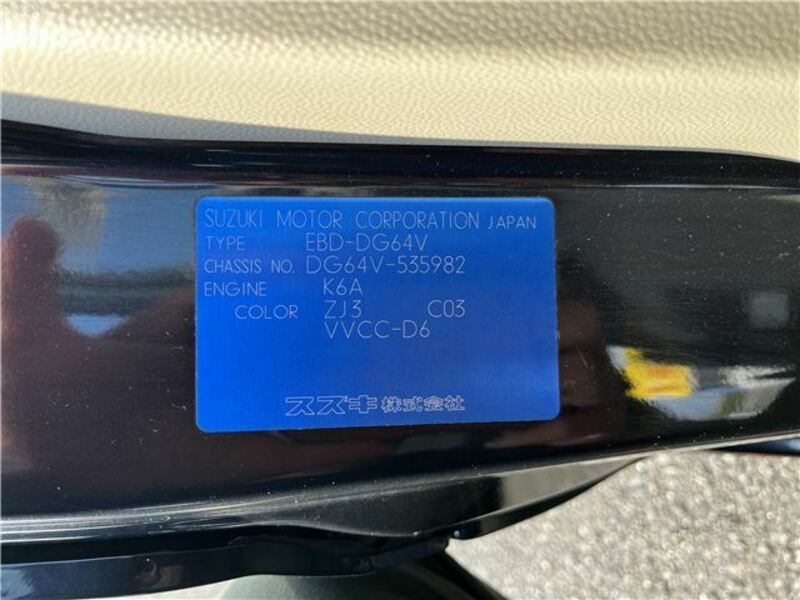 SUZUKI MOTOR CORPORATION JAPAN
TYPE EBD-DG64V
CHASSIS NO. DG64V-535982
ENGINE K6A
COLOR ZJ3 C03
VVCC-D6
スズキ株式会社